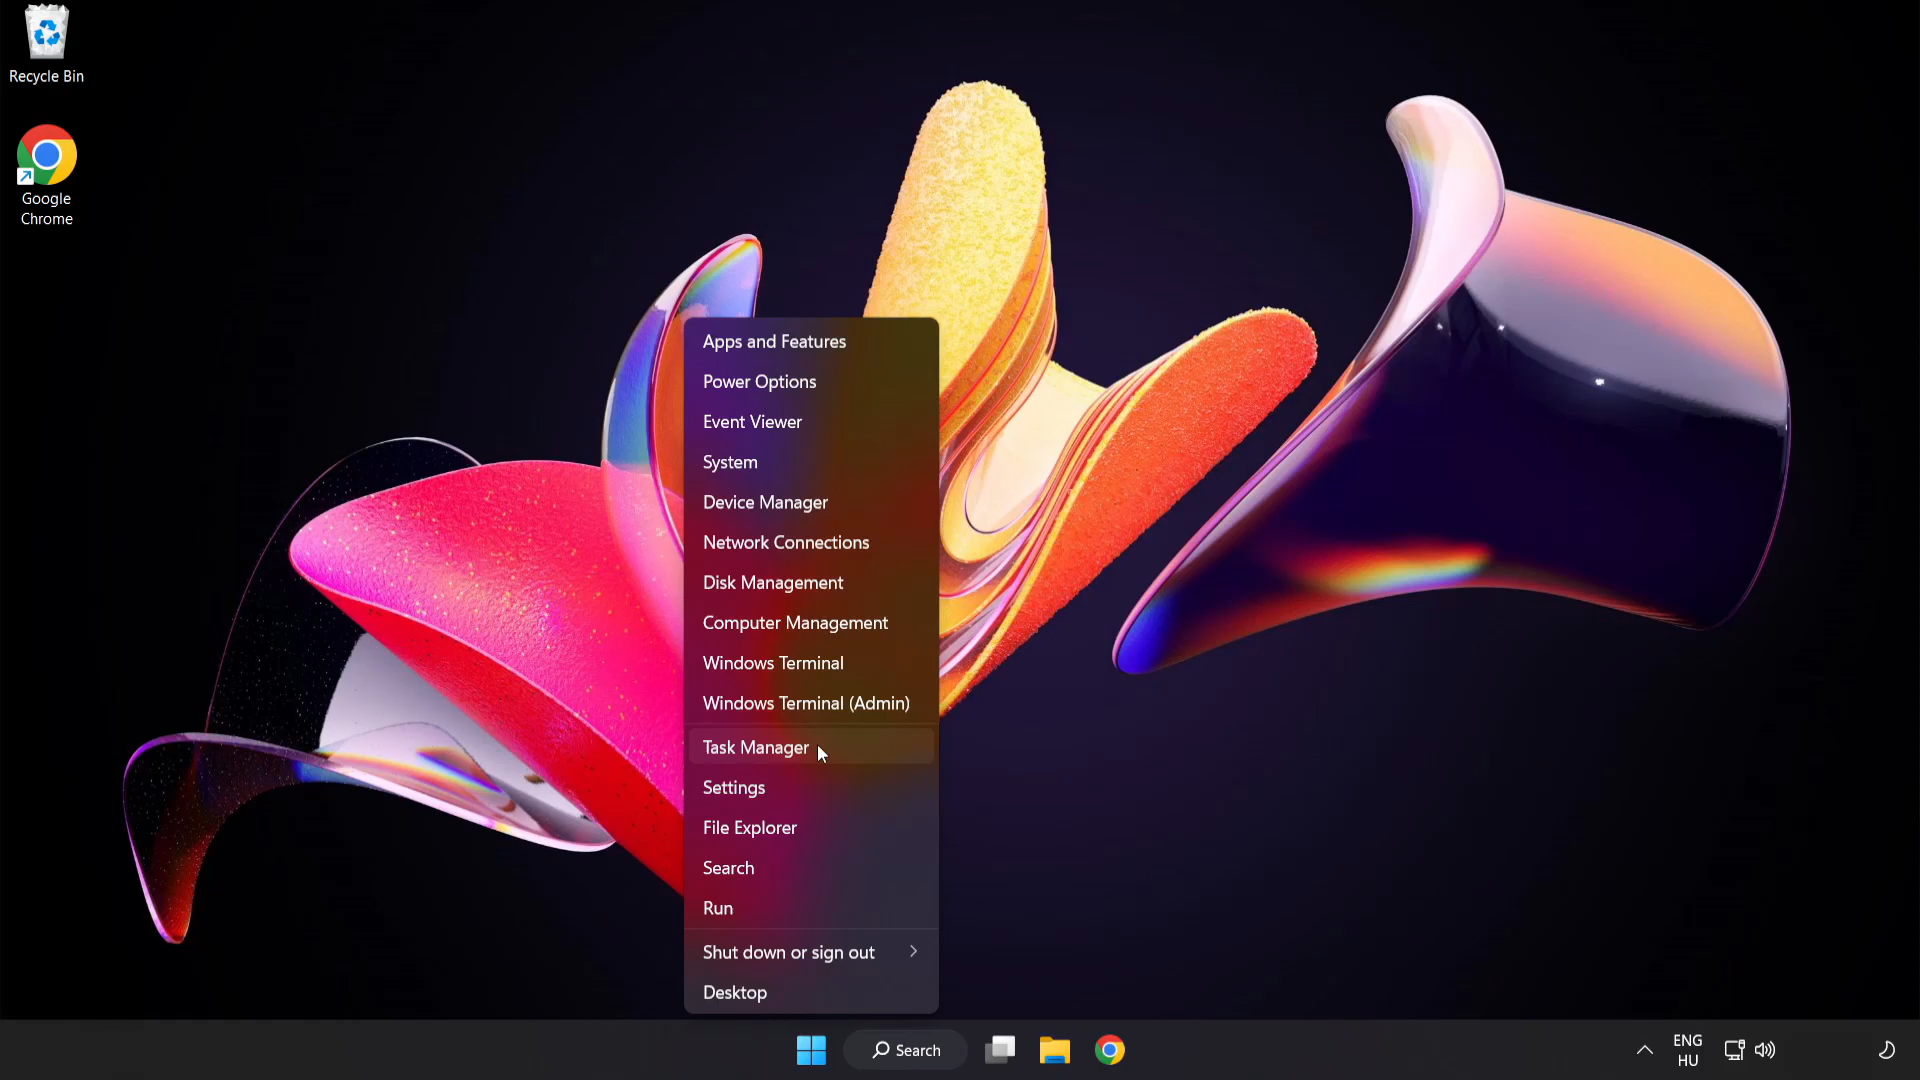 Recycle Bin
Google
Chrome
Apps and Features
Power Options
Event Viewer
System
Device Manager
Network Connections
Disk Management
Computer Management
Windows Terminal
Windows Terminal (Admin)
Task Manager
Settings
File Explorer
Search
Run
Shut down or sign out
Desktop
Search
ENG
HU